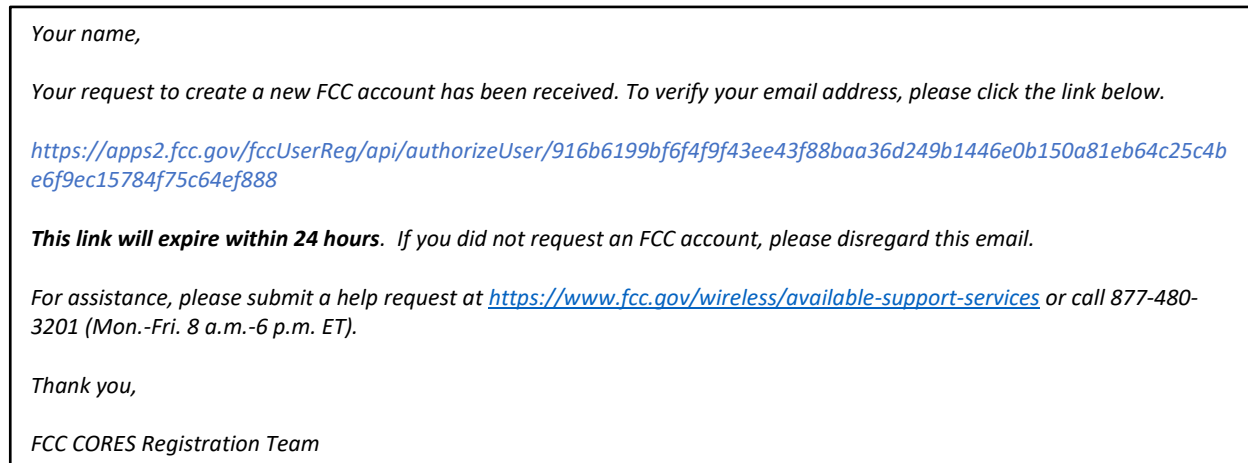 Your name,
Your request to create a new FCC account has been received. To verify your email address, please click the link below.
https://apps2.fcc.gov/fccUserReg/api/authorizeUser/916b6199bf6f4f9f43ee43f88baa36d249b1446e0b150a81eb64c25c4b
e6f9ec15784f75c64ef888
This link will expire within 24 hours.  If you did not request an FCC account, please disregard this email.
For assistance, please submit a help request at https://www.fcc.gov/wireless/available-support-services or call 877-480-
3201 (Mon.-Fri. 8 a.m.-6 p.m. ET).
Thank you,
FCC CORES Registration Team